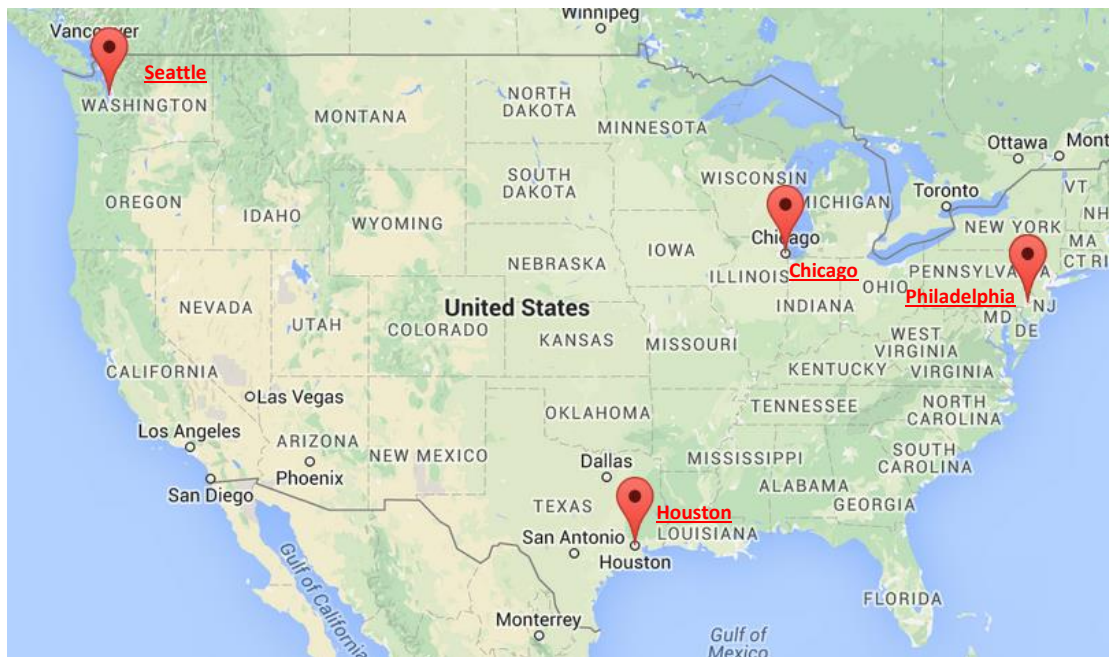 Winnipeg
Vancouver
Seattle
WASHINGTON
MONTANA
NORTH
DAKOTA
MINNESOTA
Ottawa
Mont
VT
NH
OREGON
IDAHO
WYOMING
SOUTH
DAKOTA
WISCONSIN
MICHIGAN
Toronto
NEW YORK
MA
CT RI
IOWA
Chicago
Chicago
NEBRASKA
ILLINOIS
INDIANA
OHIO
PENNSYLVANIA
Philadelphia
NJ
MD
DE
NEVADA
UTAH
COLORADO
United States
KANSAS
MISSOURI
WEST
VIRGINIA
VIRGINIA
KENTUCKY
CALIFORNIA
Las Vegas
Los Angeles
San Diego
ARIZONA
Phoenix
NEW MEXICO
OKLAHOMA
TENNESSEE
NORTH
CAROLINA
SOUTH
CAROLINA
Dallas
MISSISSIPPI
ALABAMA
GEORGIA
TEXAS
Houston
LOUISIANA
San Antonio
Houston
FLORIDA
Gulf of California
Monterrey
Gulf of
Mexico